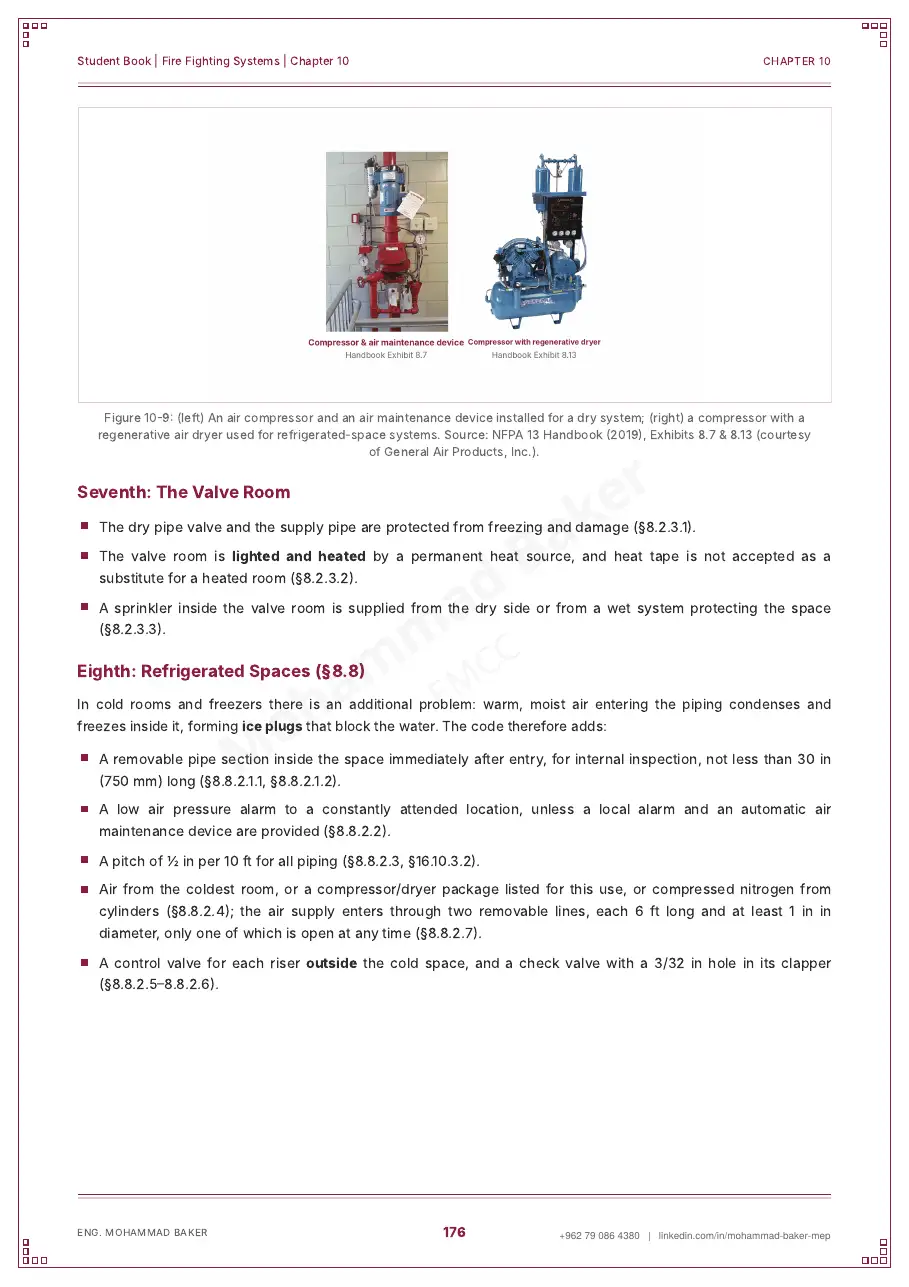 Student Book | Fire Fighting Systems | Chapter 10
CHAPTER 10
Compressor & air maintenance device
Handbook Exhibit 8.7
Compressor with regenerative dryer
Handbook Exhibit 8.13
Figure 10-9: (left) An air compressor and an air maintenance device installed for a dry system; (right) a compressor with a
regenerative air dryer used for refrigerated-space systems. Source: NFPA 13 Handbook (2019), Exhibits 8.7 & 8.13 (courtesy
of General Air Products, Inc.).
Seventh: The Valve Room
The dry pipe valve and the supply pipe are protected from freezing and damage (§8.2.3.1).
The valve room is lighted and heated by a permanent heat source, and heat tape is not accepted as a
substitute for a heated room (§8.2.3.2).
A sprinkler inside the valve room is supplied from the dry side or from a wet system protecting the space
(§8.2.3.3).
Eighth: Refrigerated Spaces (§8.8)
In cold rooms and freezers there is an additional problem: warm, moist air entering the piping condenses and
freezes inside it, forming ice plugs that block the water. The code therefore adds:
A removable pipe section inside the space immediately after entry, for internal inspection, not less than 30 in
(750 mm) long (§8.8.2.1.1, §8.8.2.1.2).
A low air pressure alarm to a constantly attended location, unless a local alarm and an automatic air
maintenance device are provided (§8.8.2.2).
A pitch of ½ in per 10 ft for all piping (§8.8.2.3, §16.10.3.2).
Air from the coldest room, or a compressor/dryer package listed for this use, or compressed nitrogen from
cylinders (§8.8.2.4); the air supply enters through two removable lines, each 6 ft long and at least 1 in in
diameter, only one of which is open at any time (§8.8.2.7).
A control valve for each riser outside the cold space, and a check valve with a 3/32 in hole in its clapper
(§8.8.2.5–8.8.2.6).
Mohammad Baker
EMCC
ENG. MOHAMMAD BAKER
176
+962 79 086 4380 | linkedin.com/in/mohammad-baker-mep